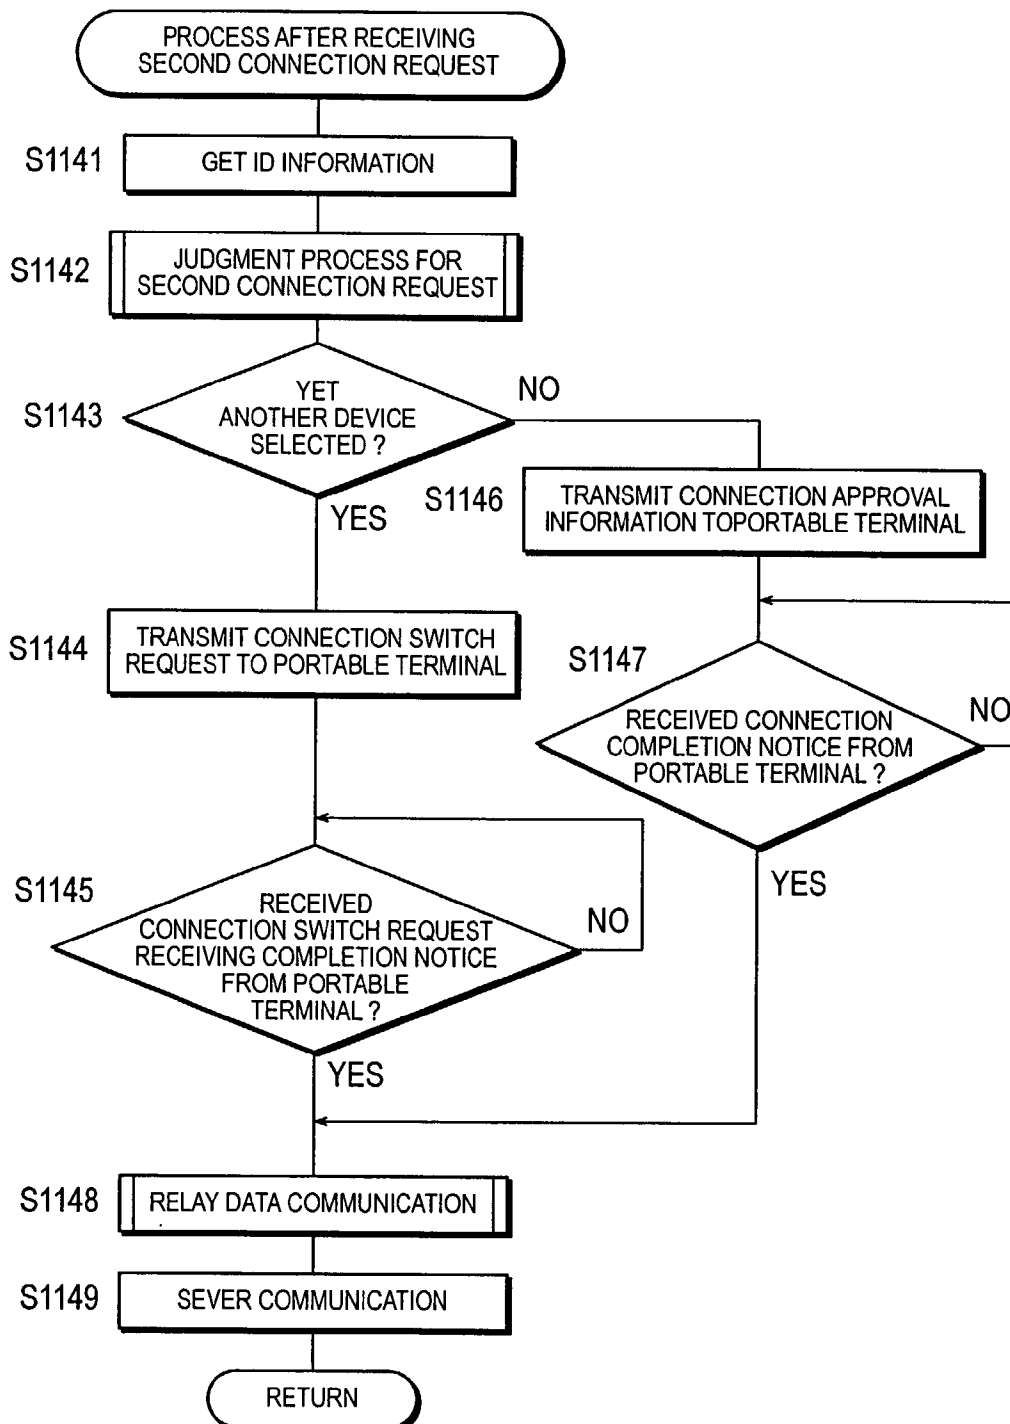 PROCESS AFTER RECEIVING
SECOND CONNECTION REQUEST
S1141
GET ID INFORMATION
S1142
JUDGMENT PROCESS FOR
SECOND CONNECTION REQUEST
S1143
YET
ANOTHER DEVICE
SELECTED ?
NO
YES
S1146
TRANSMIT CONNECTION APPROVAL
INFORMATION TOPORTABLE TERMINAL
S1144
TRANSMIT CONNECTION SWITCH
REQUEST TO PORTABLE TERMINAL
S1147
RECEIVED CONNECTION
COMPLETION NOTICE FROM
PORTABLE TERMINAL ?
NO
YES
S1145
RECEIVED
CONNECTION SWITCH REQUEST
RECEIVING COMPLETION NOTICE
FROM PORTABLE
TERMINAL ?
NO
YES
S1148
RELAY DATA COMMUNICATION
S1149
SEVER COMMUNICATION
RETURN